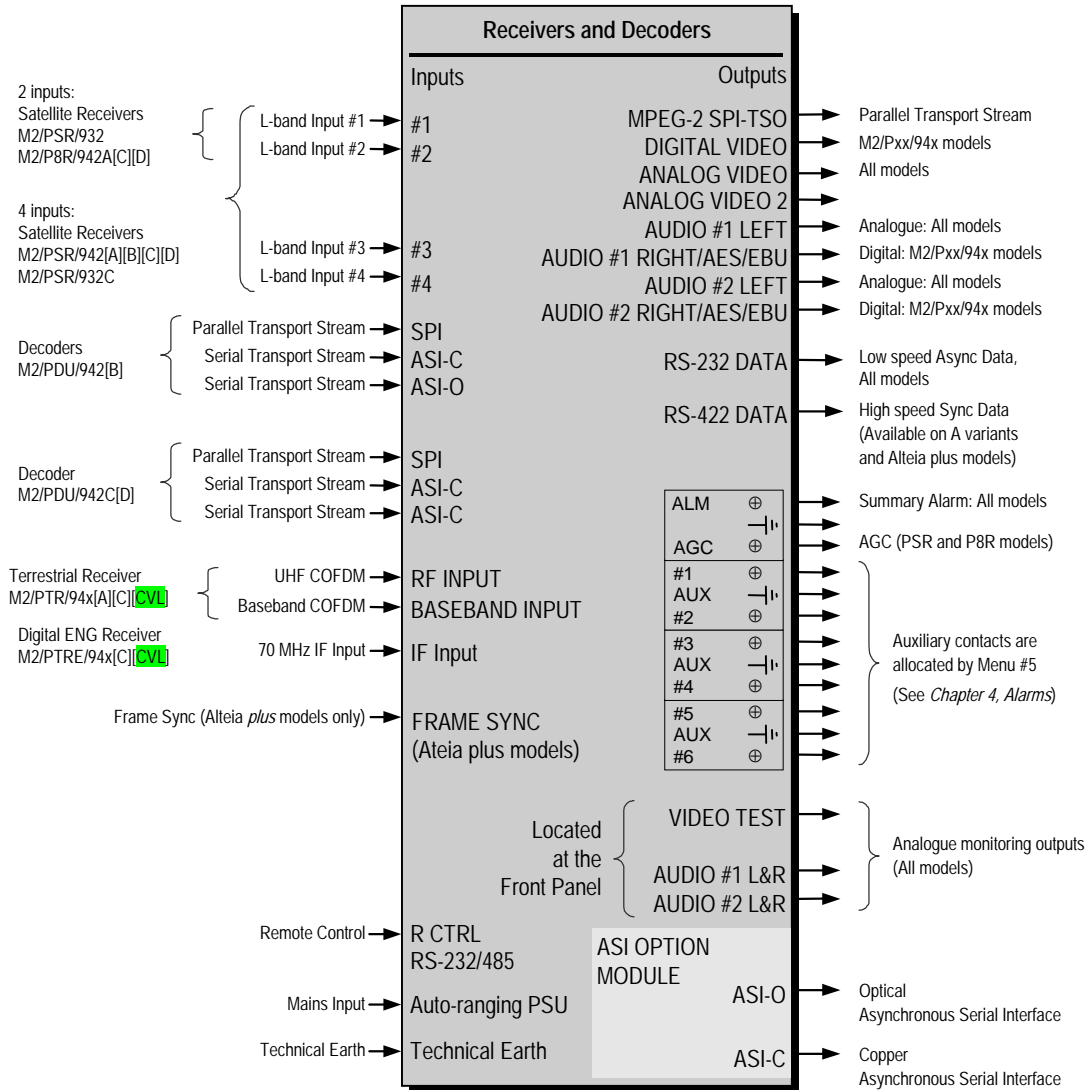 Receivers and Decoders
Inputs
Outputs
2 inputs:
Satellite Receivers
M2/PSR/932
M2/P8R/942A[C][D]
4 inputs:
Satellite Receivers
M2/PSR/942[A][B][C][D]
M2/PSR/932C
L-band Input #1
#1
L-band Input #2
#2
L-band Input #3
#3
L-band Input #4
#4
Decoders
M2/PDU/942[B]
Parallel Transport Stream
SPI
Serial Transport Stream
ASI-C
Serial Transport Stream
ASI-O
Decoder
M2/PDU/942C[D]
Parallel Transport Stream
SPI
Serial Transport Stream
ASI-C
Serial Transport Stream
ASI-C
Terrestrial Receiver
M2/PTR/94x[A][C][CVL]
UHF COFDM
RF INPUT
Baseband COFDM
BASEBAND INPUT
Digital ENG Receiver
M2/PTRE/94x[C][CVL]
70 MHz IF Input
IF Input
Frame Sync (Alteia plus models only)
FRAME SYNC
(Ateia plus models)
Remote Control
R CTRL
RS-232/485
Mains Input
Auto-ranging PSU
Technical Earth
Technical Earth
MPEG-2 SPI-TSO
Parallel Transport Stream
DIGITAL VIDEO
M2/Pxx/94x models
ANALOG VIDEO
All models
ANALOG VIDEO 2
AUDIO #1 LEFT
Analogue: All models
AUDIO #1 RIGHT/AES/EBU
Digital: M2/Pxx/94x models
AUDIO #2 LEFT
Analogue: All models
AUDIO #2 RIGHT/AES/EBU
Digital: M2/Pxx/94x models
RS-232 DATA
Low speed Async Data,
All models
RS-422 DATA
High speed Sync Data
(Available on A variants
and Alteia plus models)
ALM
Summary Alarm: All models
AGC
AGC (PSR and P8R models)
#1
AUX
#2
#3
AUX
#4
#5
AUX
#6
Auxiliary contacts are
allocated by Menu #5
(See Chapter 4, Alarms)
Located
at the
Front Panel
VIDEO TEST
AUDIO #1 L&R
AUDIO #2 L&R
Analogue monitoring outputs
(All models)
ASI OPTION
MODULE
ASI-O
Optical
Asynchronous Serial Interface
ASI-C
Copper
Asynchronous Serial Interface